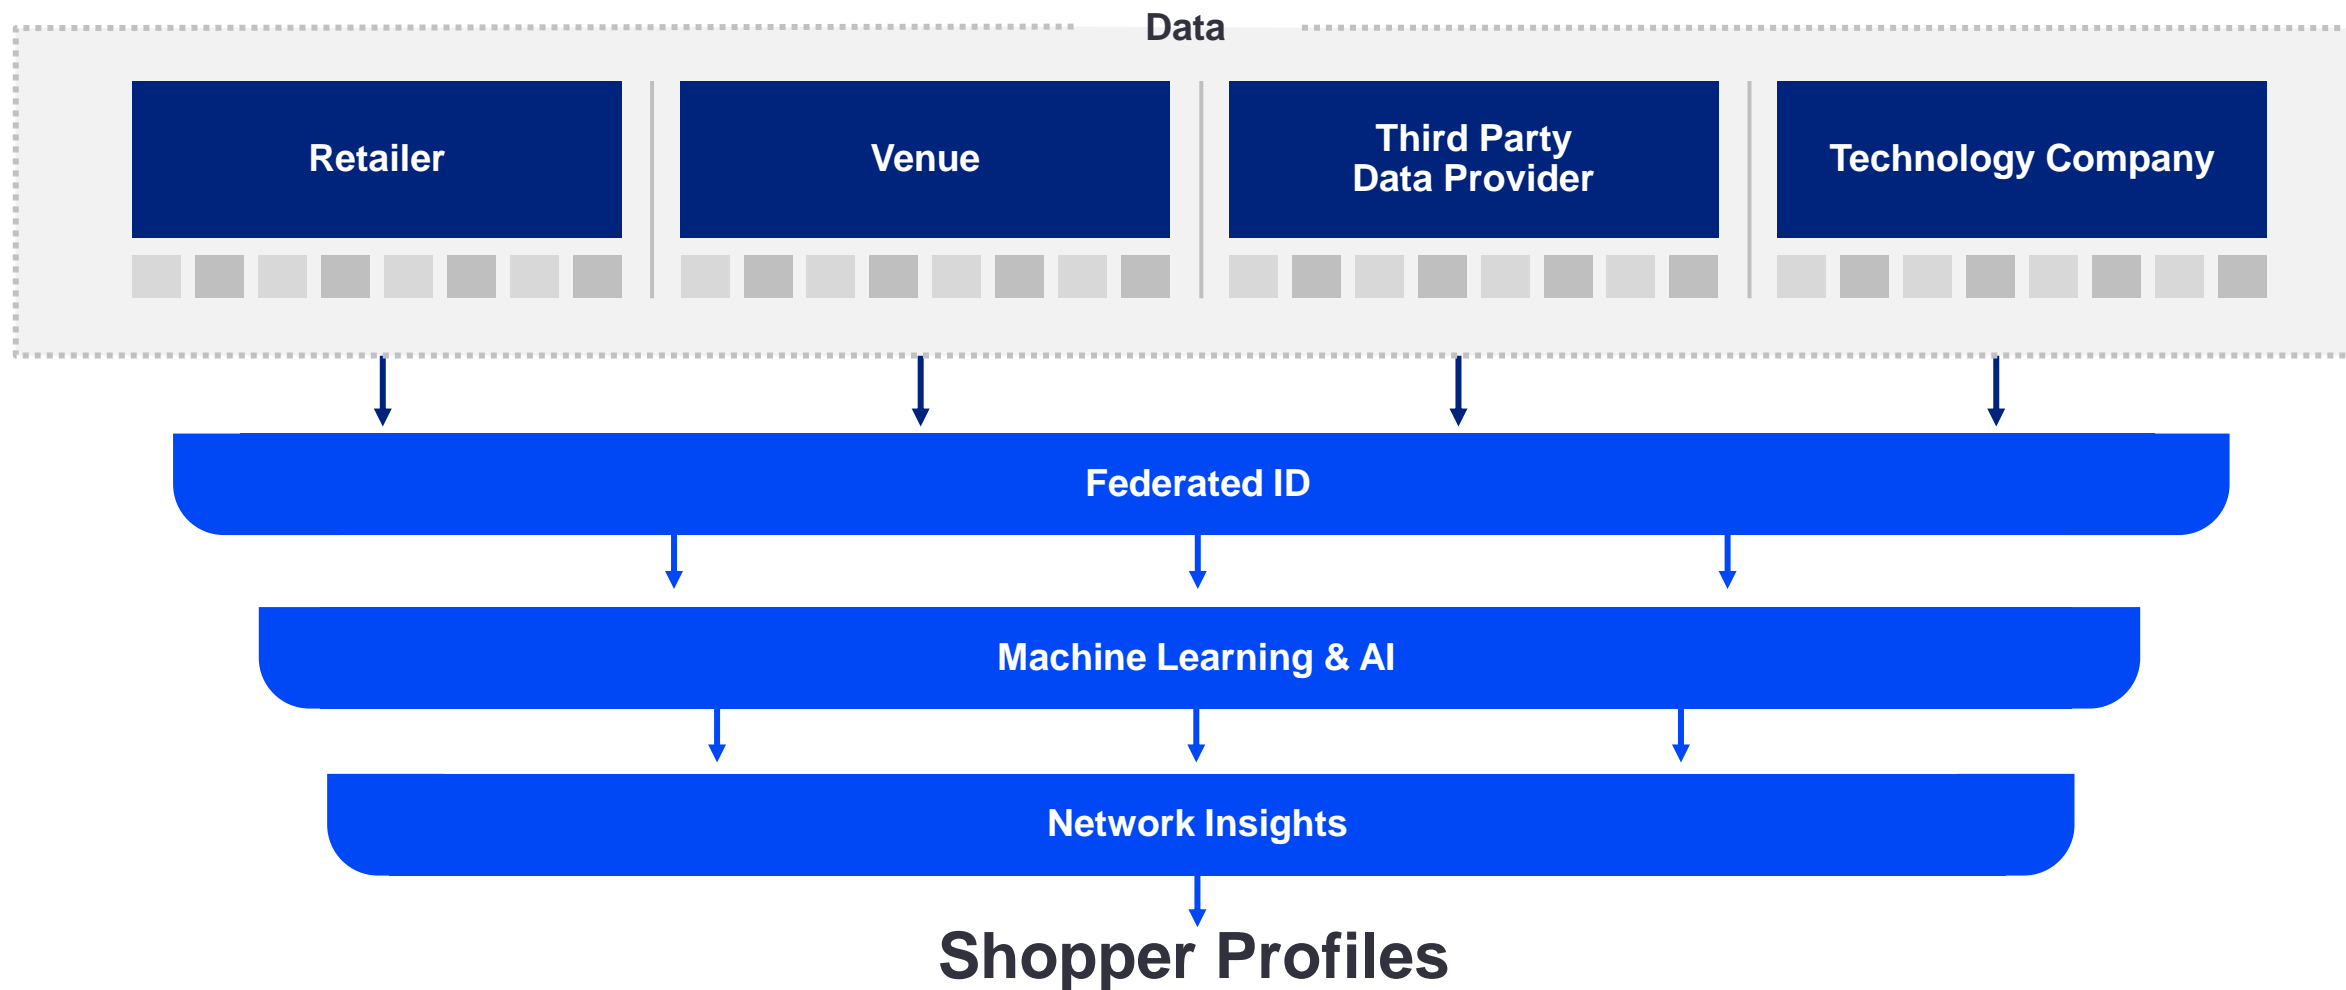 Data
Retailer
Venue
Third Party
Data Provider
Technology Company
Federated ID
Machine Learning & AI
Network Insights
Shopper Profiles